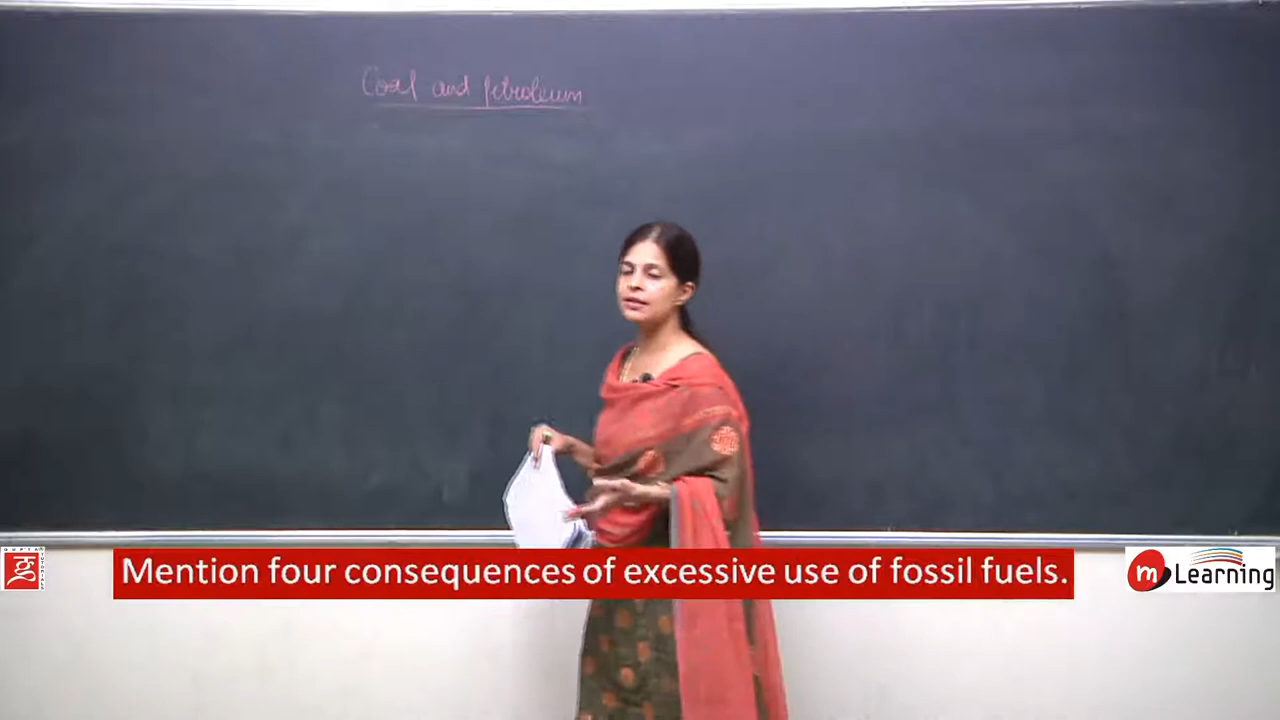 Coal and petroleum
Mention four consequences of excessive use of fossil fuels.
m Learning